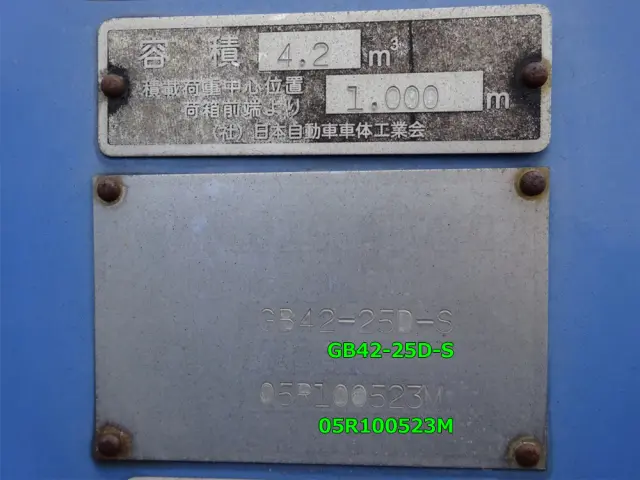 容積 4.2 m³
積載荷重中心位置
荷箱前端より 1.000 m
(社)日本自動車車体工業会
GB42-25D-S
GB42-25D-S
05R100523M
05R100523M